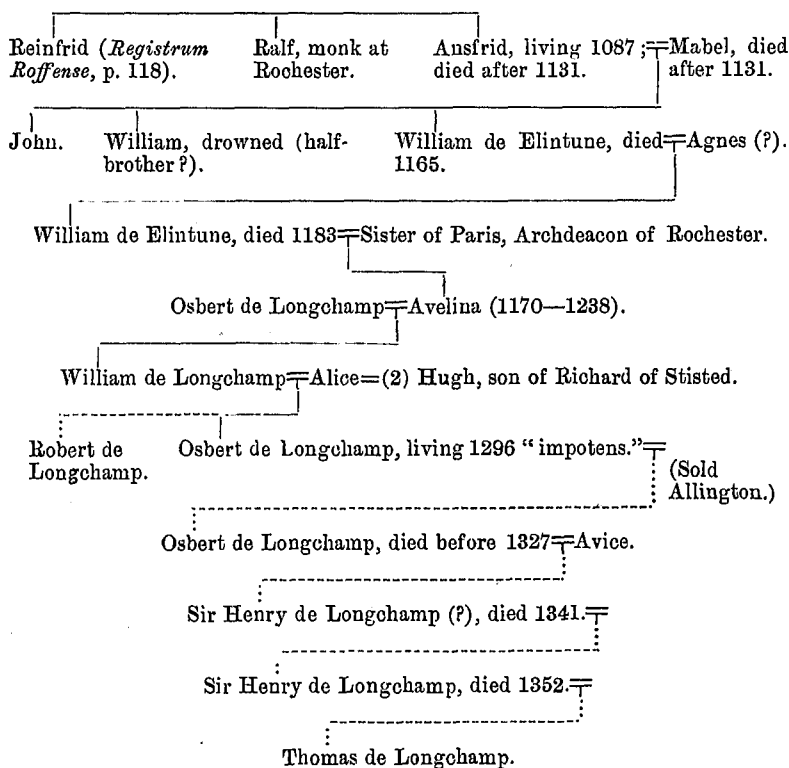 Reinfrid (Registrum Roffense, p. 118).
Ralf, monk at Rochester.
Ansfrid, living 1087; died after 1131.
Mabel, died after 1131.
John.
William, drowned (half-brother?).
William de Elintune, died 1165.
Agnes (?).
William de Elintune, died 1183=Sister of Paris, Archdeacon of Rochester.
Osbert de Longchamp=Avelina (1170—1238).
William de Longchamp=Alice=(2) Hugh, son of Richard of Stisted.
Robert de Longchamp.
Osbert de Longchamp, living 1296 "impotens."=
(Sold Allington.)
Osbert de Longchamp, died before 1327=Avice.
Sir Henry de Longchamp (?), died 1341.=
Sir Henry de Longchamp, died 1352.=
Thomas de Longchamp.